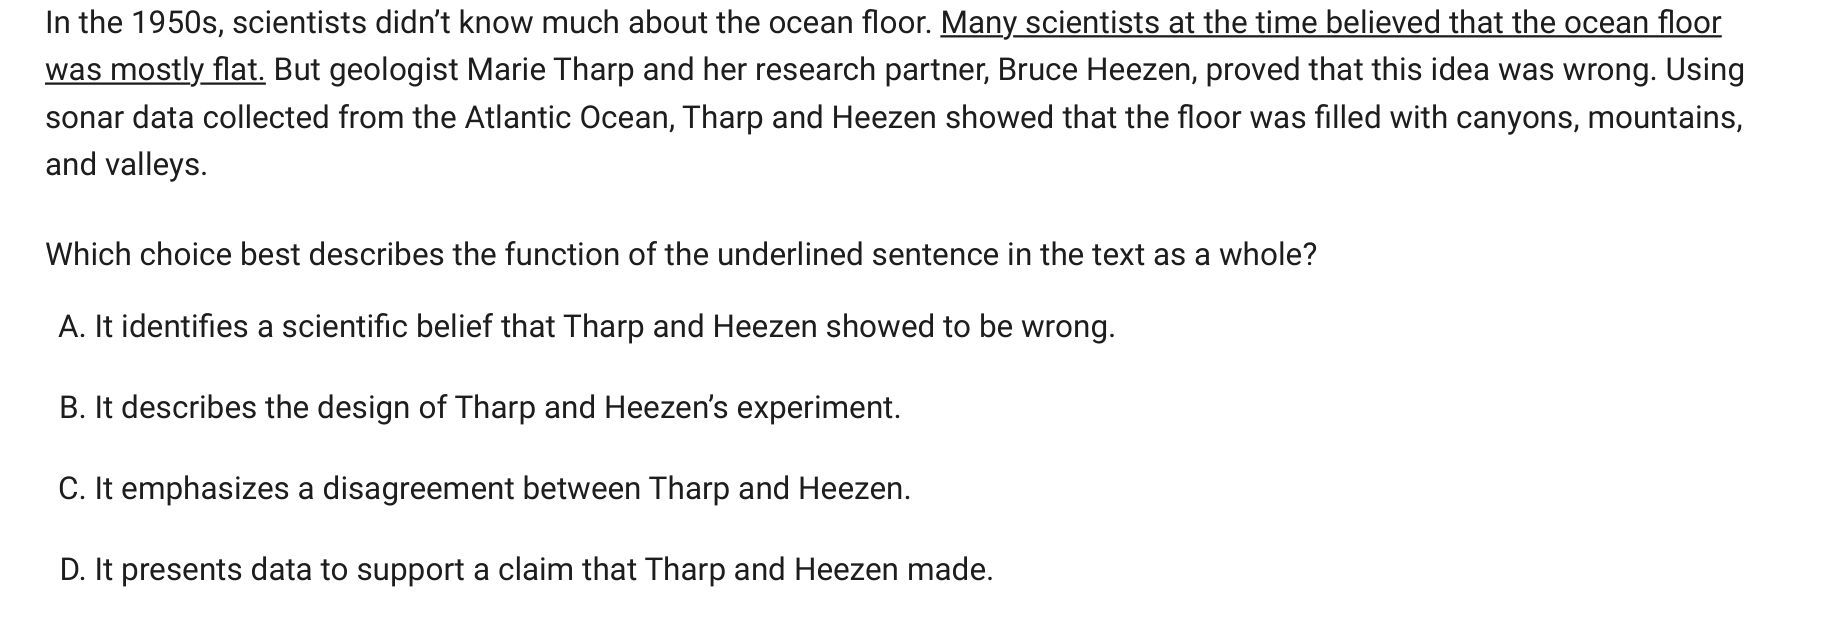 In the 1950s, scientists didn’t know much about the ocean floor. Many scientists at the time believed that the ocean floor
was mostly flat. But geologist Marie Tharp and her research partner, Bruce Heezen, proved that this idea was wrong. Using
sonar data collected from the Atlantic Ocean, Tharp and Heezen showed that the floor was filled with canyons, mountains,
and valleys.
Which choice best describes the function of the underlined sentence in the text as a whole?
A. It identifies a scientific belief that Tharp and Heezen showed to be wrong.
B. It describes the design of Tharp and Heezen’s experiment.
C. It emphasizes a disagreement between Tharp and Heezen.
D. It presents data to support a claim that Tharp and Heezen made.